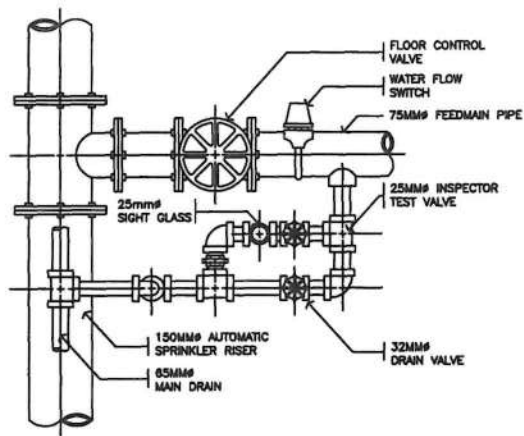 FLOOR CONTROL
VALVE
WATER FLOW
SWITCH
75MMø FEEDMAIN PIPE
25mmø
SIGHT GLASS
25MMø INSPECTOR
TEST VALVE
150MMø AUTOMATIC
SPRINKLER RISER
32MMø
DRAIN VALVE
65MMø
MAIN DRAIN